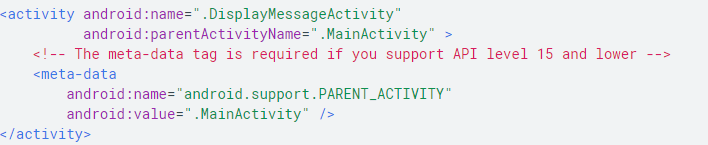 <activity android:name=".DisplayMessageActivity"
          android:parentActivityName=".MainActivity" >
    <!-- The meta-data tag is required if you support API level 15 and lower -->
    <meta-data
        android:name="android.support.PARENT_ACTIVITY"
        android:value=".MainActivity" />
</activity>